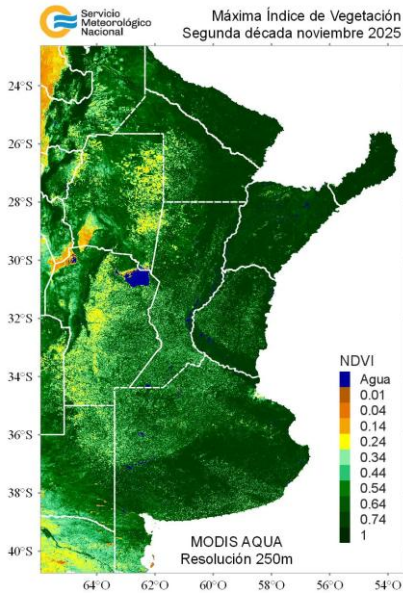 Servicio
Meteorológico
Nacional
Máxima Índice de Vegetación
Segunda década noviembre 2025
24°S
26°S
28°S
30°S
32°S
34°S
36°S
38°S
40°S
NDVI
Agua
0.01
0.04
0.14
0.24
0.34
0.44
0.54
0.64
0.74
1
MODIS AQUA
Resolución 250m
64°O
62°O
60°O
58°O
56°O
54°O